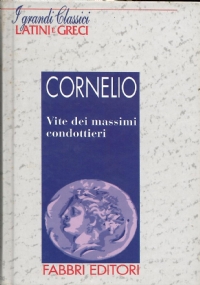 I grandi Classici
LATINI E GRECI
CORNELIO
Vite dei massimi
condottieri
FABBRI EDITORI